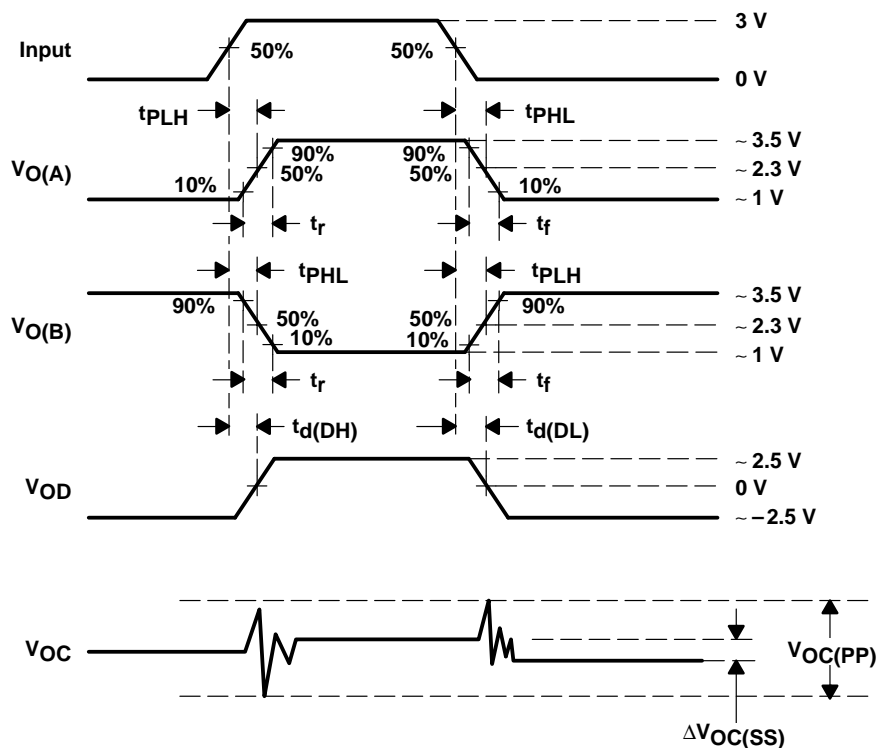 3 V
Input
50%
50%
0 V
tPLH
tPHL
~ 3.5 V
90%
90%
VO(A)
50%
50%
~ 2.3 V
10%
10%
~ 1 V
tr
tf
tPHL
tPLH
~ 3.5 V
90%
90%
VO(B)
50%
50%
~ 2.3 V
10%
10%
~ 1 V
tr
tf
td(DH)
td(DL)
~ 2.5 V
VOD
0 V
~ –2.5 V
VOC
VOC(PP)
ΔVOC(SS)